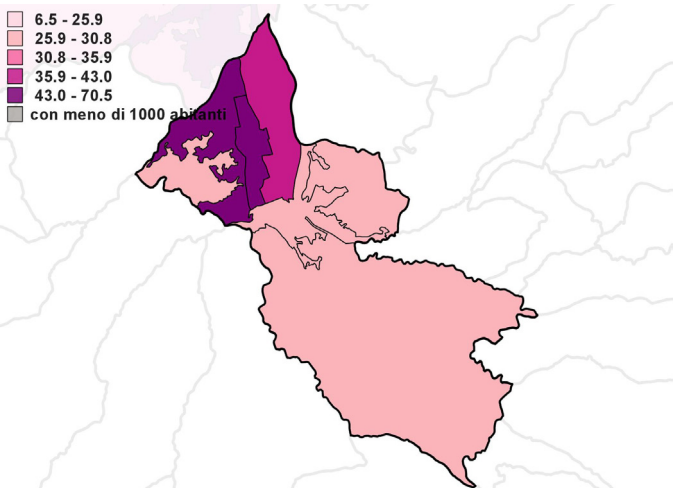 6.5 - 25.9
25.9 - 30.8
30.8 - 35.9
35.9 - 43.0
43.0 - 70.5
con meno di 1000 abitanti